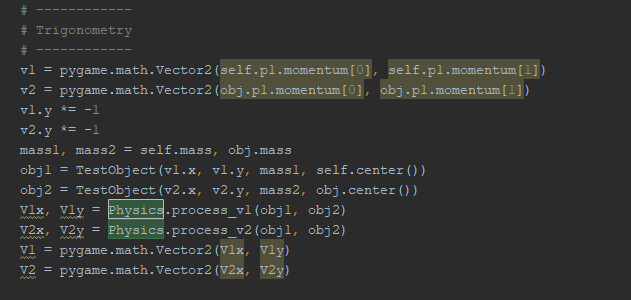 # ------------
# Trigonometry
# ------------
v1 = pygame.math.Vector2(self.pl.momentum[0], self.pl.momentum[1])
v2 = pygame.math.Vector2(obj.pl.momentum[0], obj.pl.momentum[1])
v1.y *= -1
v2.y *= -1
mass1, mass2 = self.mass, obj.mass
obj1 = TestObject(v1.x, v1.y, mass1, self.center())
obj2 = TestObject(v2.x, v2.y, mass2, obj.center())
V1x, V1y = Physics.process_v1(obj1, obj2)
V2x, V2y = Physics.process_v2(obj1, obj2)
V1 = pygame.math.Vector2(V1x, V1y)
V2 = pygame.math.Vector2(V2x, V2y)